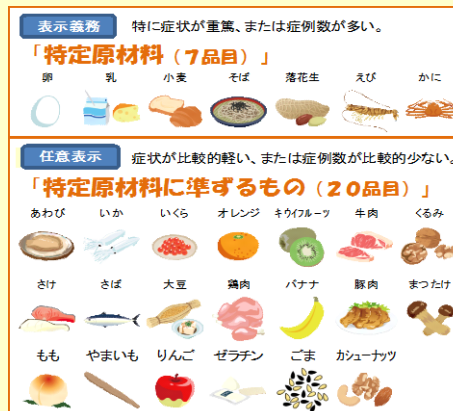 表示義務 特に症状が重篤、または症例数が多い。
「特定原材料（７品目）」
卵 乳 小麦 そば 落花生 えび かに
任意表示 症状が比較的軽い、または症例数が比較的少ない。
「特定原材料に準ずるもの（２０品目）」
あわび いか いくら オレンジ キウイフルーツ 牛肉 くるみ
さけ さば 大豆 鶏肉 バナナ 豚肉 まつたけ
もも やまいも りんご ゼラチン ごま カシューナッツ